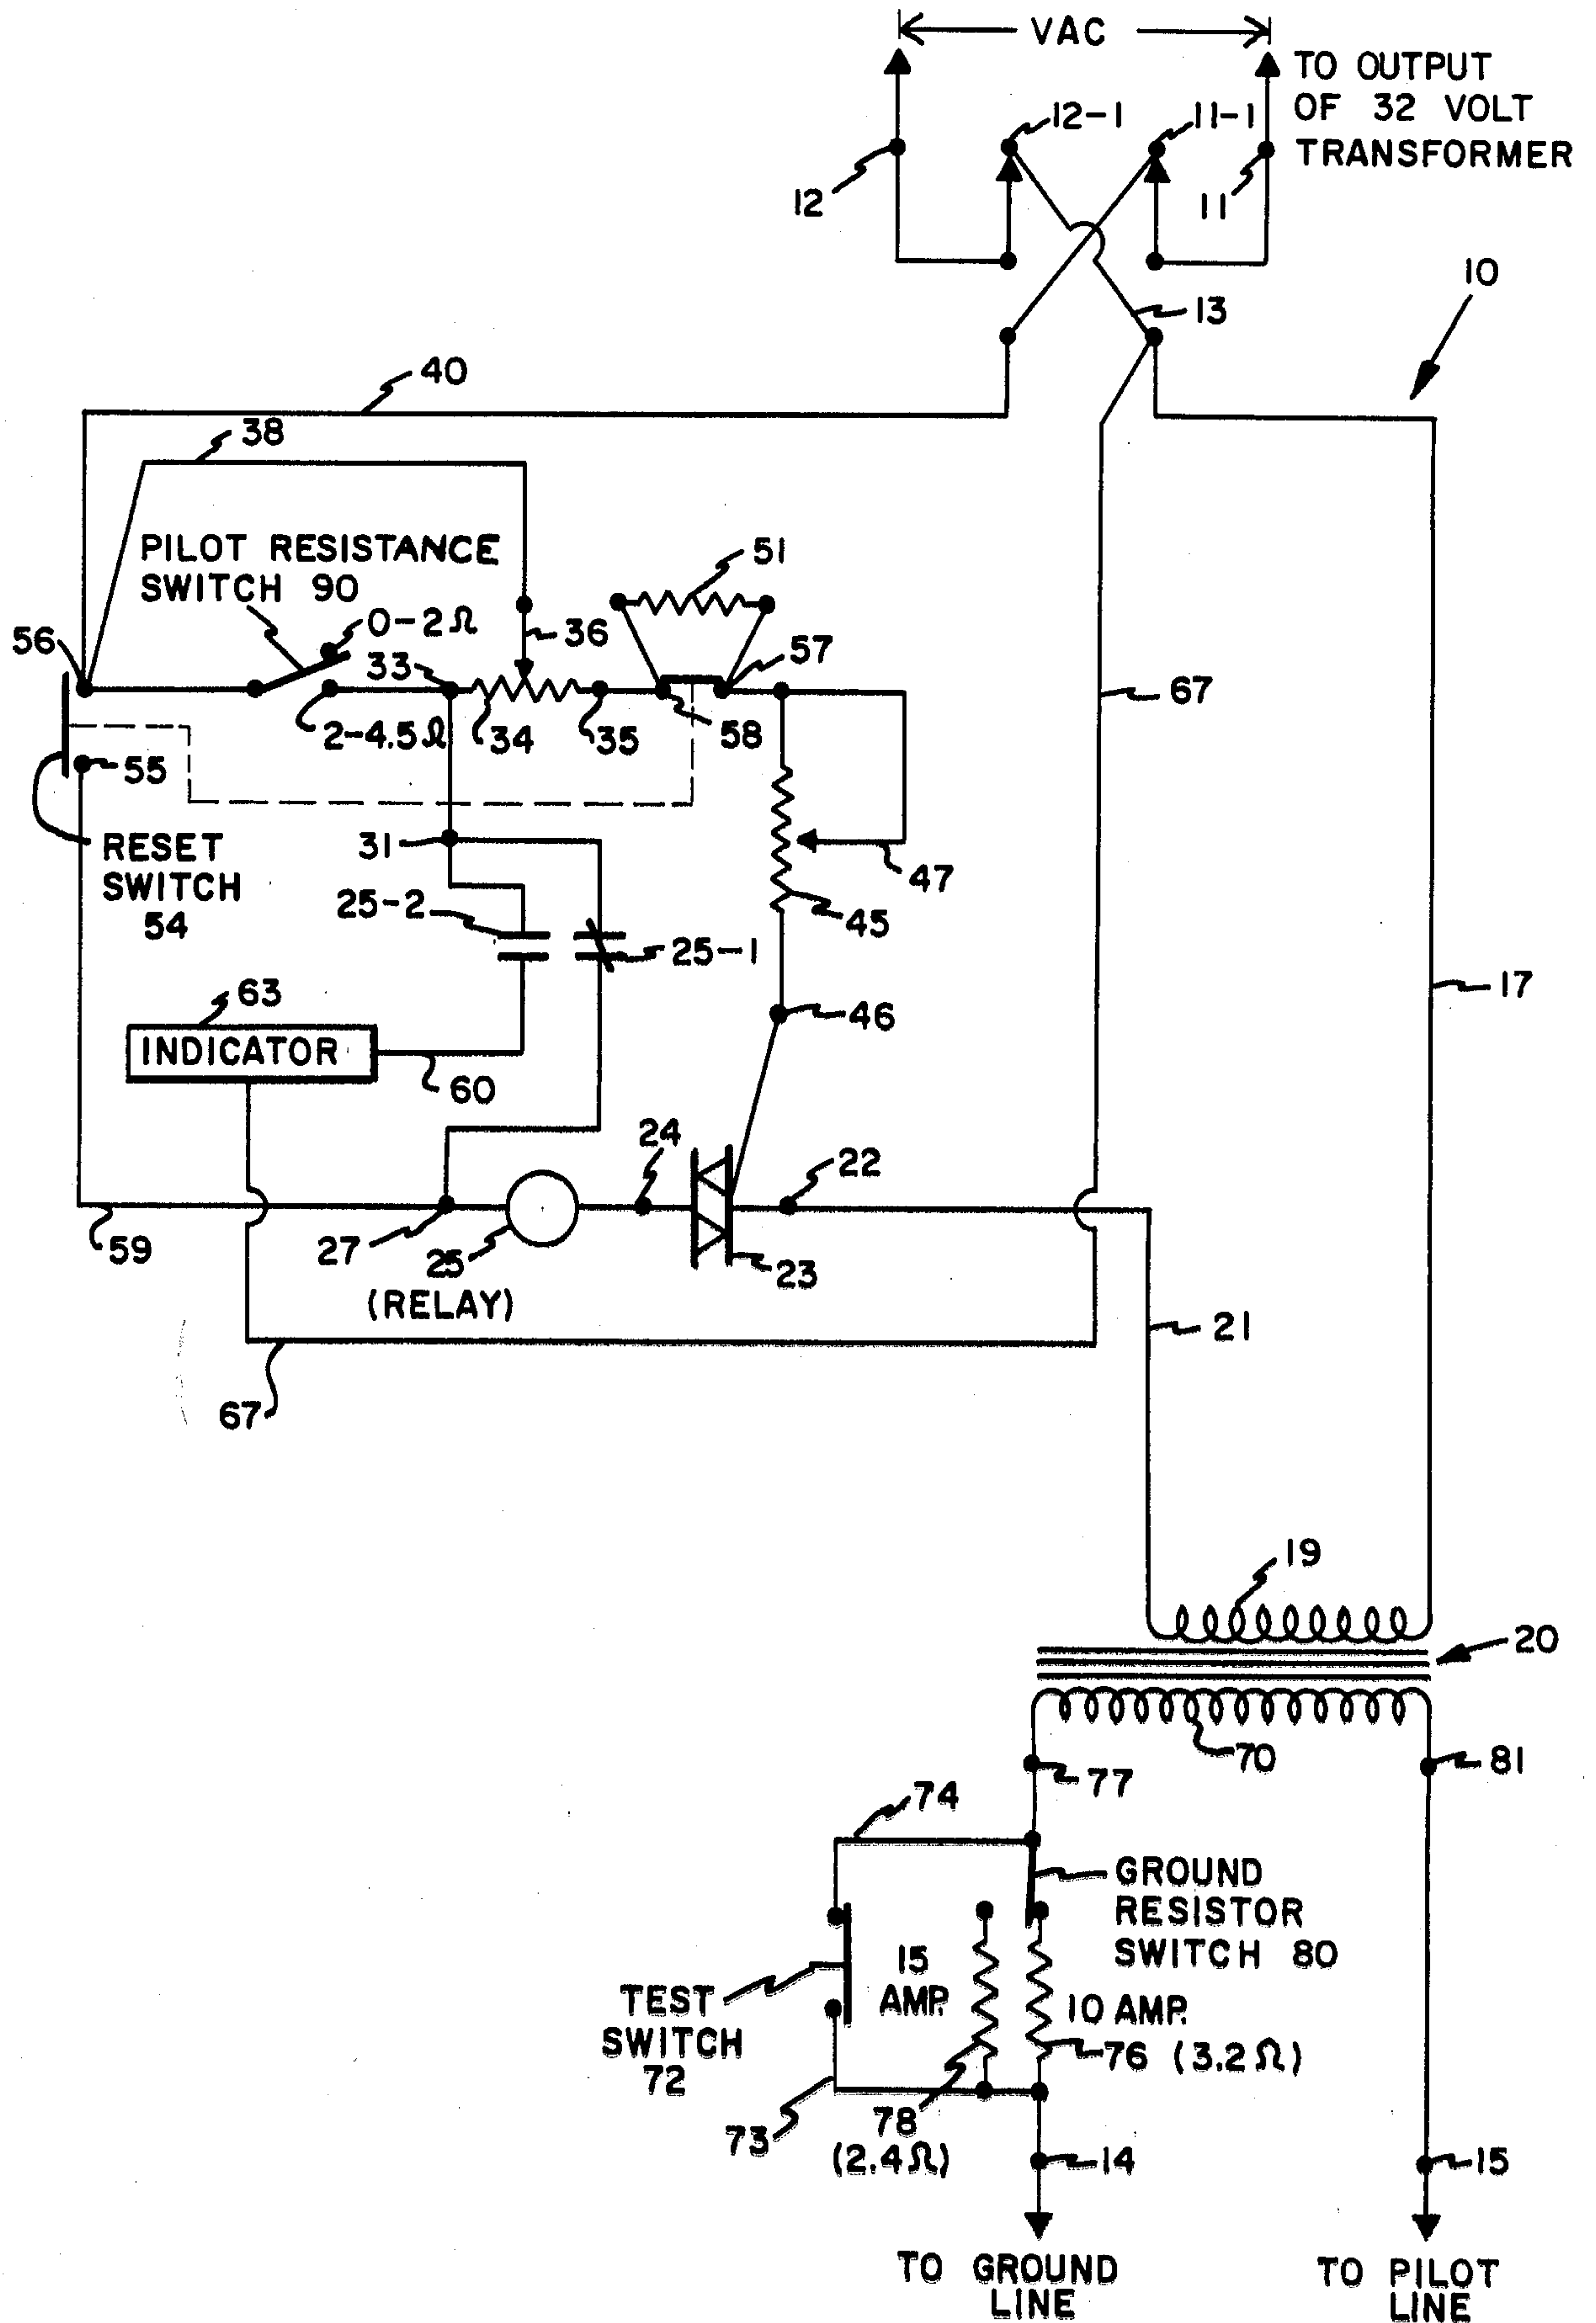 VAC
TO OUTPUT
OF 32 VOLT
TRANSFORMER
12-1
11-1
12
11
10
13
40
38
PILOT RESISTANCE
SWITCH 90
51
0-2Ω
56
36
33
57
67
2-4.5Ω
34
35
58
55
RESET
SWITCH
54
31
47
25-2
45
25-1
17
63
46
INDICATOR
60
24
22
59
27
25
23
(RELAY)
21
67
19
20
70
77
81
74
GROUND
RESISTOR
SWITCH 80
15
AMP.
TEST
SWITCH
72
10 AMP.
76 (3.2Ω)
73
78
(2.4Ω)
14
15
TO GROUND
LINE
TO PILOT
LINE